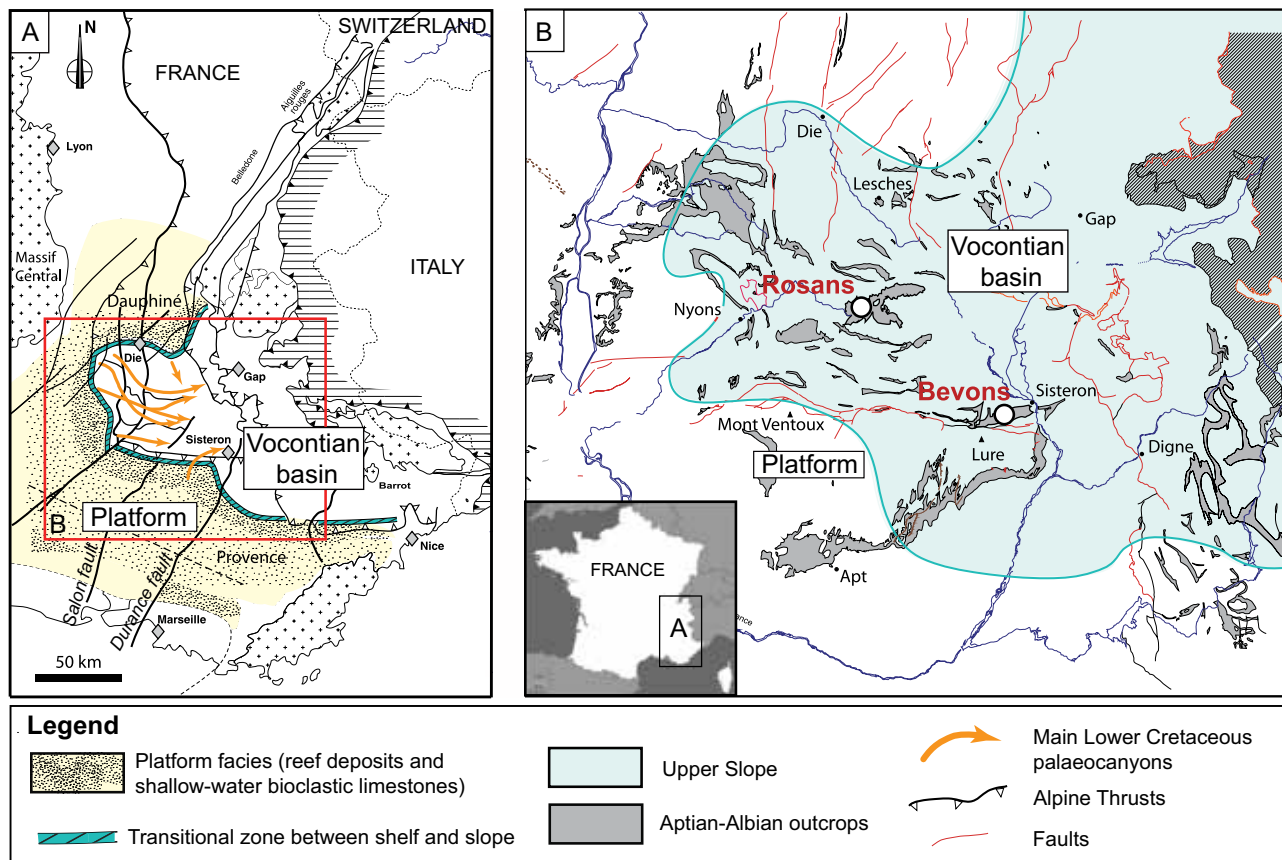 A
N
SWITZERLAND
FRANCE
Aiguilles
rouges
Lyon
Belledone
Massif
Central
ITALY
Dauphiné
Die
Gap
Sisteron
Vocontian
basin
Barrot
Platform
B
Provence
Nice
Salon fault
Durance fault
Marseille
50 km
B
Die
Lesches
Gap
Vocontian
basin
Rosans
Nyons
Bevons
Sisteron
Mont Ventoux
Platform
Lure
Digne
Apt
FRANCE
A
ance
Legend
Platform facies (reef deposits and
shallow-water bioclastic limestones)
Transitional zone between shelf and slope
Upper Slope
Aptian-Albian outcrops
Main Lower Cretaceous
palaeocanyons
Alpine Thrusts
Faults